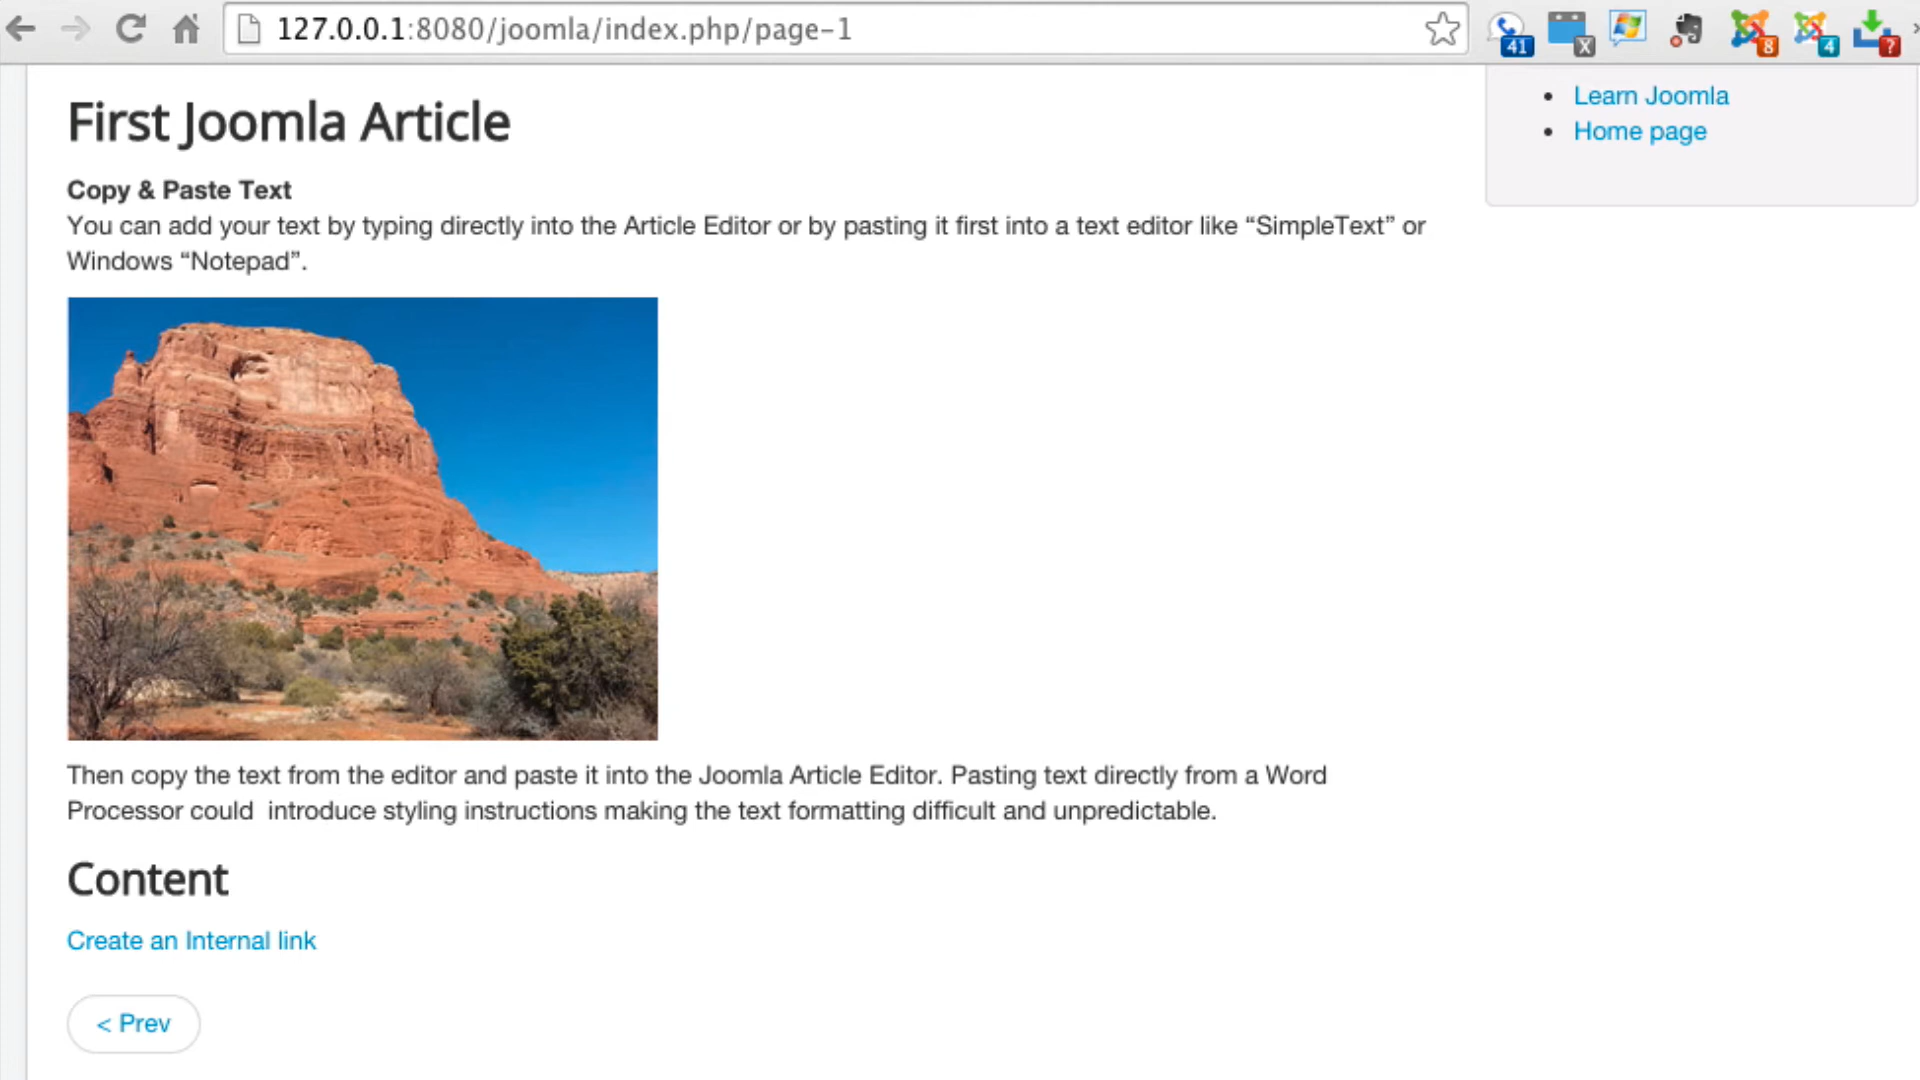 127.0.0.1:8080/joomla/index.php/page-1
41
X
8
4
?
Learn Joomla
Home page
First Joomla Article
Copy & Paste Text
You can add your text by typing directly into the Article Editor or by pasting it first into a text editor like “SimpleText” or
Windows “Notepad”.
Then copy the text from the editor and paste it into the Joomla Article Editor. Pasting text directly from a Word
Processor could  introduce styling instructions making the text formatting difficult and unpredictable.
Content
Create an Internal link
< Prev